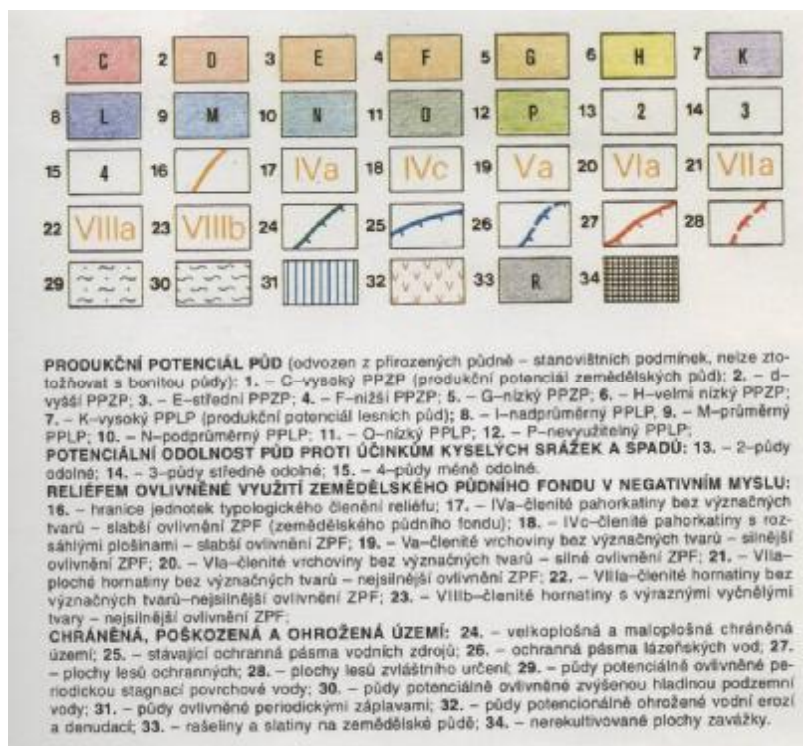 1 C 2 D 3 E 4 F 5 G 6 H 7 K
8 L 9 M 10 N 11 O 12 P 13 2 14 3
15 4 16 17 IVa 18 IVc 19 Va 20 VIa 21 VIIa
22 VIIIa 23 VIIIb 24 25 26 27 28
29 30 31 32 33 R 34
PRODUKČNÍ POTENCIÁL PŮD (odvozen z přirozených půdně – stanovištních podmínek, nelze zto-
tožňovat s bonitou půdy): 1. – C–vysoký PPZP (produkční potenciál zemědělských půd); 2. – d–
vyšší PPZP; 3. – E–střední PPZP; 4. – F–nižší PPZP; 5. – G–nízký PPZP; 6. – H–velmi nízký PPZP;
7. – K–vysoký PPLP (produkční potenciál lesních půd); 8. – l–nadprůměrný PPLP, 9. – M–průměrný
PPLP; 10. – N–podprůměrný PPLP; 11. – O–nízký PPLP; 12. – P–nevyužitelný PPLP;
POTENCIÁLNÍ ODOLNOST PŮD PROTI ÚČINKŮM KYSELÝCH SRÁŽEK A SPADŮ: 13. – 2–půdy
odolné; 14. – 3–půdy středně odolné; 15. – 4–půdy méně odolné.
RELIÉFEM OVLIVNĚNÉ VYUŽITÍ ZEMĚDĚLSKÉHO PŮDNÍHO FONDU V NEGATIVNÍM MYSLU:
16. – hranice jednotek typologického členění reliéfu; 17. – IVa–členité pahorkatiny bez význačných
tvarů – slabší ovlivnění ZPF (zemědělského půdního fondu); 18. – IVc–členité pahorkatiny s roz-
sáhlými plošinami – slabší ovlivnění ZPF; 19. – Va–členité vrchoviny bez význačných tvarů – silnější
ovlivnění ZPF; 20. – VIa–členité vrchoviny bez význačných tvarů – silné ovlivnění ZPF; 21. – VIIa–
ploché hornatiny bez význačných tvarů – nejsilnější ovlivnění ZPF; 22. – VIIIa–členité hornatiny bez
význačných tvarů–nejsilnější ovlivnění ZPF; 23. – VIIIb–členité hornatiny s výraznými vyčnělými
tvary – nejsilnější ovlivnění ZPF;
CHRÁNĚNÁ, POŠKOZENÁ A OHROŽENÁ ÚZEMÍ: 24. – velkoplošná a maloplošná chráněná
území; 25. – stávající ochranná pásma vodních zdrojů; 26. – ochranná pásma lázeňských vod; 27.
– plochy lesů ochranných; 28. – plochy lesů zvláštního určení; 29. – půdy potenciálně ovlivněné pe-
riodickou stagnací povrchové vody; 30. – půdy potenciálně ovlivněné zvýšenou hladinou podzemní
vody; 31. – půdy ovlivněné periodickými záplavami; 32. – půdy potencionálně ohrožené vodní erozí
a denudací; 33. – rašeliny a slatiny na zemědělské půdě; 34. – nerekultivované plochy zavážky.